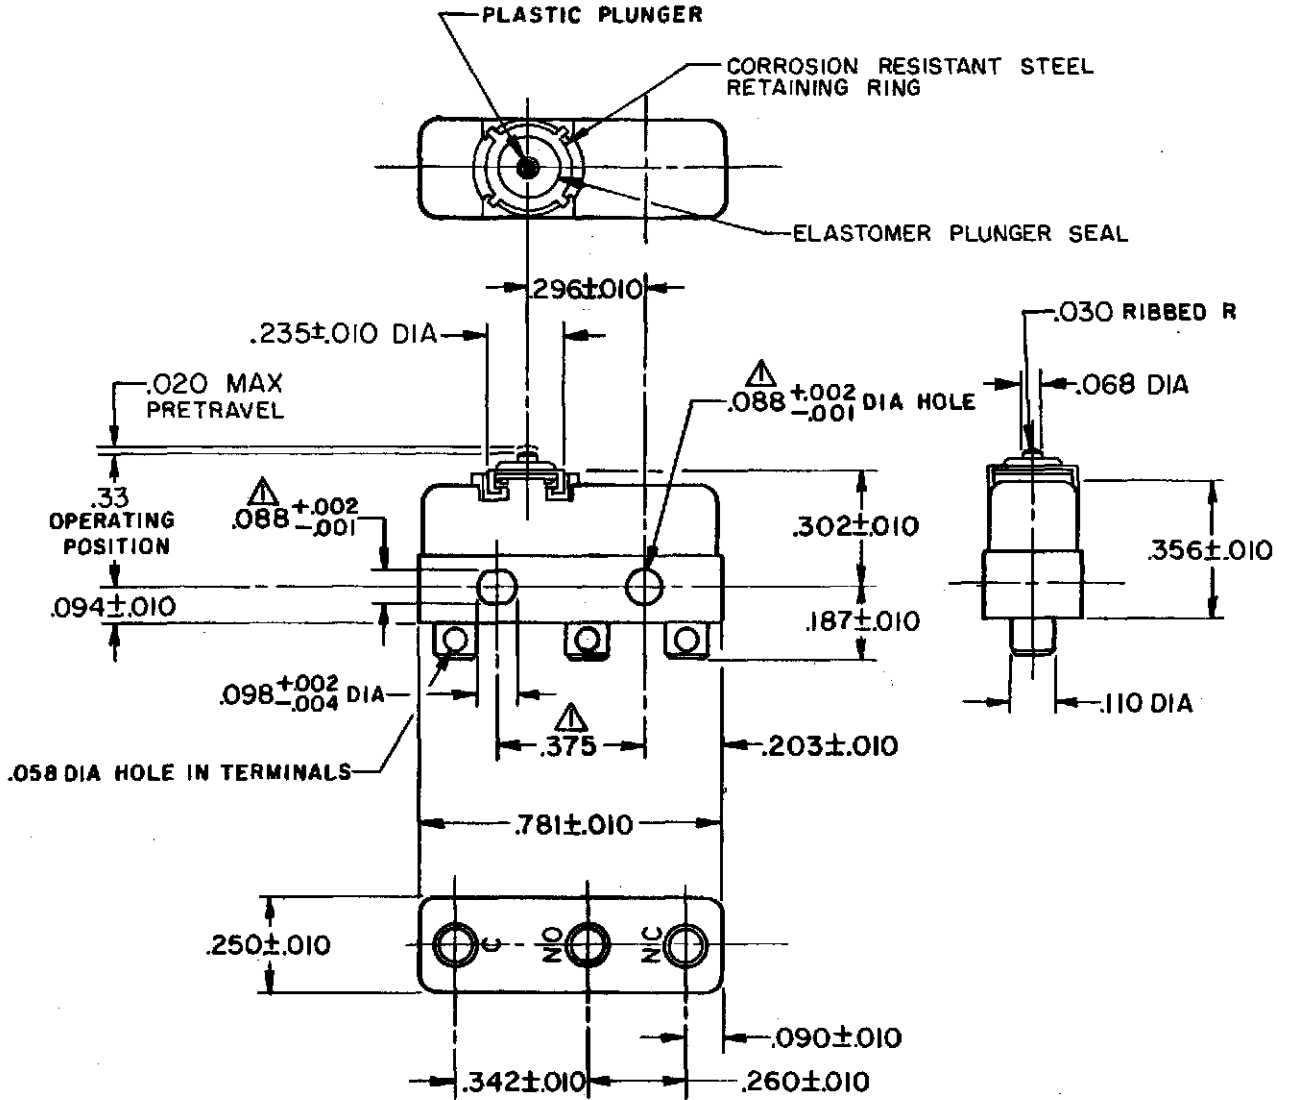 PLASTIC PLUNGER
CORROSION RESISTANT STEEL
RETAINING RING
ELASTOMER PLUNGER SEAL
.296±.010
.235±.010 DIA
.030 RIBBED R
.020 MAX
PRETRAVEL
1
.088 +.002 -.001 DIA HOLE
.068 DIA
.33
OPERATING
POSITION
1
.088 +.002 -.001
.302±.010
.356±.010
.094±.010
.187±.010
.098 +.002 -.004 DIA
1
.375
.203±.010
.110 DIA
.058 DIA HOLE IN TERMINALS
.781±.010
.250±.010
C
NO
NC
.090±.010
.342±.010
.260±.010